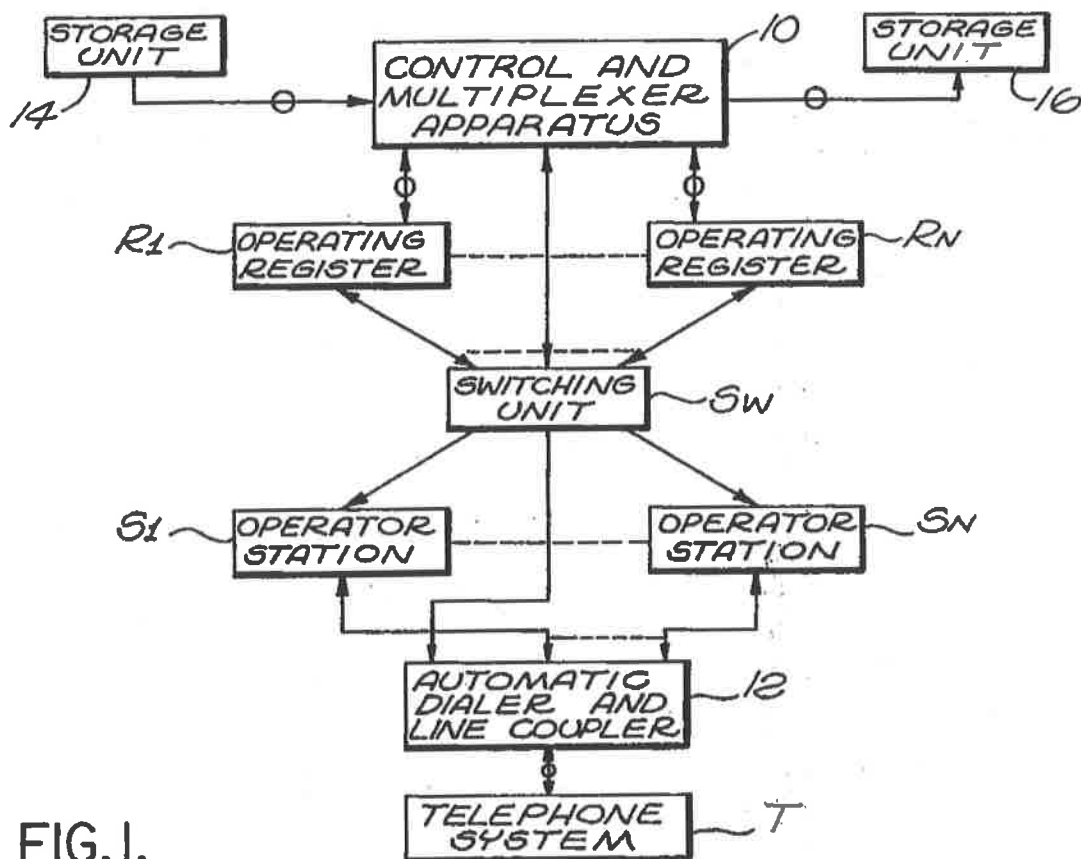 STORAGE
UNIT
14
CONTROL AND
MULTIPLEXER
APPARATUS
10
STORAGE
UNIT
16
R1
OPERATING
REGISTER
OPERATING
REGISTER
RN
SWITCHING
UNIT
SW
S1
OPERATOR
STATION
OPERATOR
STATION
SN
AUTOMATIC
DIALER AND
LINE COUPLER
12
TELEPHONE
SYSTEM
T
FIG.1.